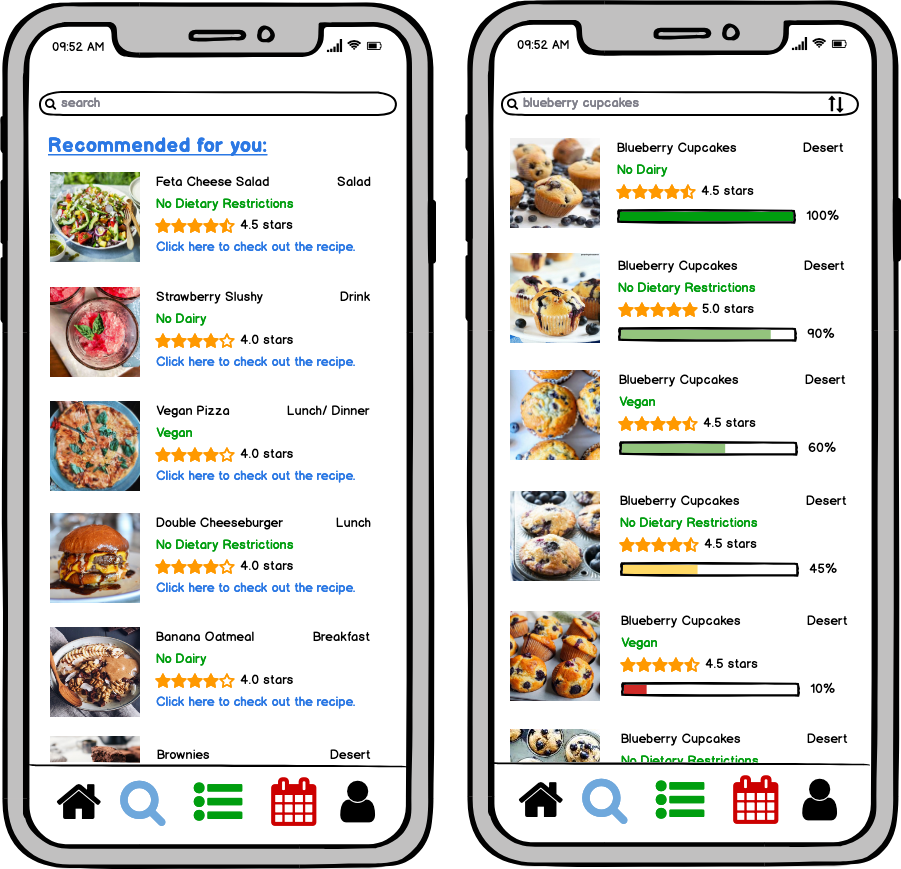 09:52 AM
search
Recommended for you:
Feta Cheese Salad Salad
No Dietary Restrictions
4.5 stars
Click here to check out the recipe.
Strawberry Slushy Drink
No Dairy
4.0 stars
Click here to check out the recipe.
Vegan Pizza Lunch/ Dinner
Vegan
4.0 stars
Click here to check out the recipe.
Double Cheeseburger Lunch
No Dietary Restrictions
4.0 stars
Click here to check out the recipe.
Banana Oatmeal Breakfast
No Dairy
4.0 stars
Click here to check out the recipe.
Brownies Desert
09:52 AM
blueberry cupcakes
Blueberry Cupcakes Desert
No Dairy
4.5 stars
100%
Blueberry Cupcakes Desert
No Dietary Restrictions
5.0 stars
90%
Blueberry Cupcakes Desert
Vegan
4.5 stars
60%
Blueberry Cupcakes Desert
No Dietary Restrictions
4.5 stars
45%
Blueberry Cupcakes Desert
Vegan
4.5 stars
10%
Blueberry Cupcakes Desert
No Dietary Restrictions